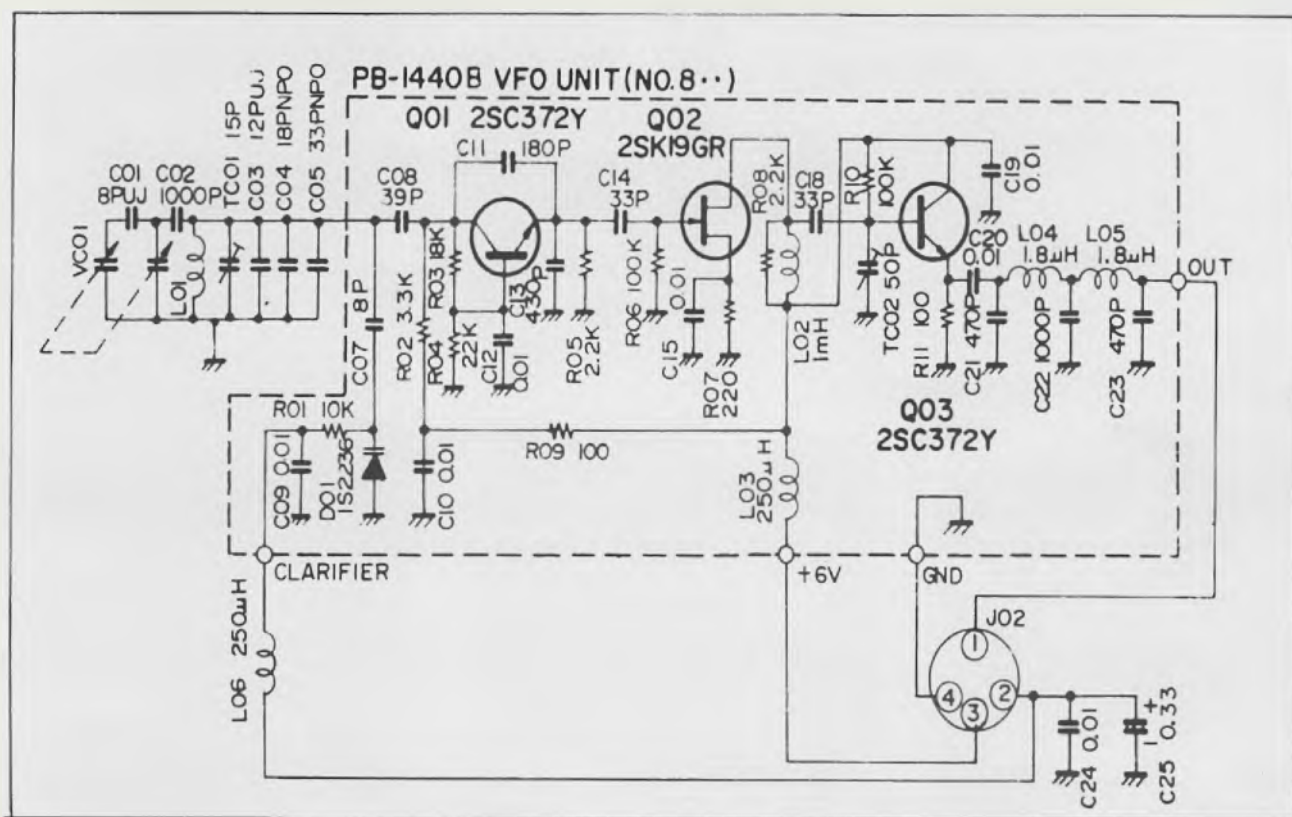 PB-1440B VFO UNIT (NO.8··)
Q01 2SC372Y
Q02
2SK19GR
C01
8PUJ
C02
1000P
TC01 15P
C03 12PUJ
C04 18PNPO
C05 33PNPO
VC01
L01
C08
39P
C11 180P
C14
33P
R08
2.2K
C18
33P
R10
100K
C19
0.01
C07 8P
R02 3.3K
R03 18K
R04 22K
C12
0.01
C13
430P
R05
2.2K
R06 100K
C15 0.01
R07
220
L02
1mH
TC02 50P
R11 100
C20
0.01
L04
1.8μH
L05
1.8μH
OUT
C21 470P
C22 1000P
C23 470P
Q03
2SC372Y
R01 10K
C09 0.01
D01
1S2236
C10 0.01
R09 100
L03
250μH
CLARIFIER
+6V
GND
L06 250μH
J02
1
4
2
3
C24 0.01
+
-
C25 0.33